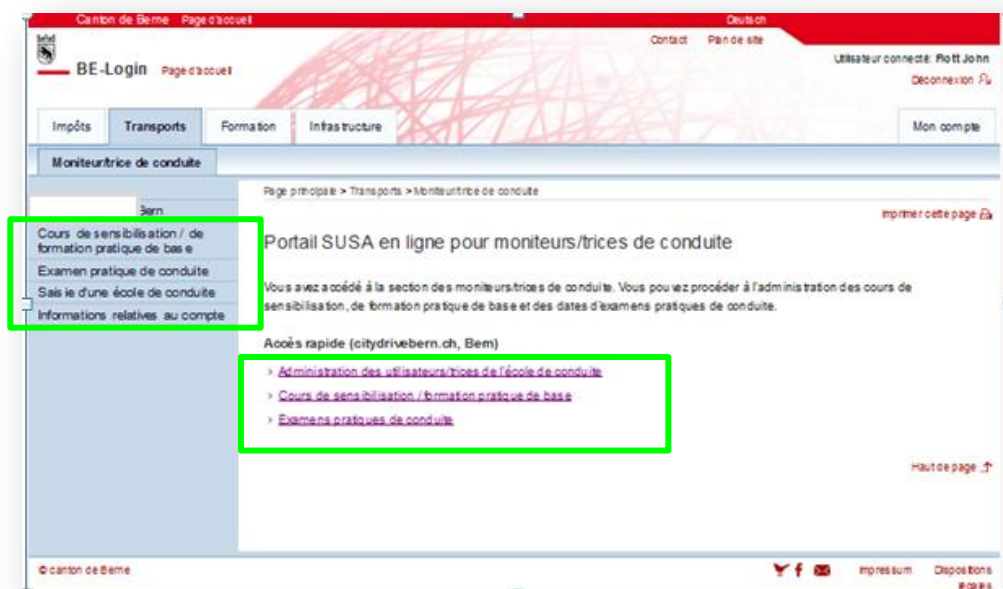 Canton de Berne Page d'accueil Deutsch
Contact Plan de site
BE-Login Page d'accueil
Utilisateur connecté: Rott John
Déconnexion
Impôts Transports Formation Infrastructure Mon compte
Moniteur/trice de conduite
Page principale > Transports > Moniteur/trice de conduite
Bern
Imprimer cette page
Cours de sensibilisation / de
formation pratique de base
Examen pratique de conduite
Saisie d'une école de conduite
Informations relatives au compte
Portail SUSA en ligne pour moniteurs/trices de conduite
Vous avez accédé à la section des moniteurs/trices de conduite. Vous pouvez procéder à l'administration des cours de
sensibilisation, de formation pratique de base et des dates d'examens pratiques de conduite.
Accès rapide (citydrivebern.ch, Bern)
› Administration des utilisateurs/trices de l'école de conduite
› Cours de sensibilisation / formation pratique de base
› Examens pratiques de conduite
Haut de page
© canton de Berne
Impressum Dispositions
légales